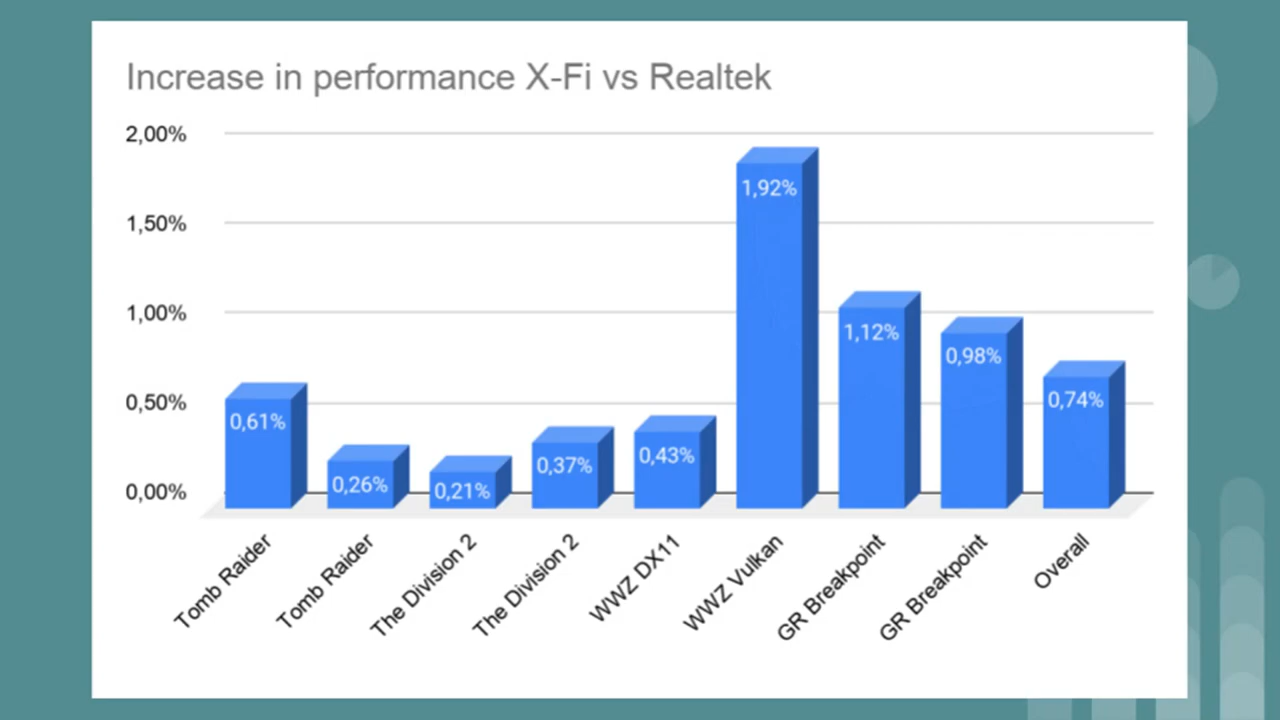 Increase in performance X-Fi vs Realtek
2,00%
1,50%
1,00%
0,50%
0,00%
0,61%
0,26%
0,21%
0,37%
0,43%
1,92%
1,12%
0,98%
0,74%
Tomb Raider
Tomb Raider
The Division 2
The Division 2
WWZ DX11
WWZ Vulkan
GR Breakpoint
GR Breakpoint
Overall